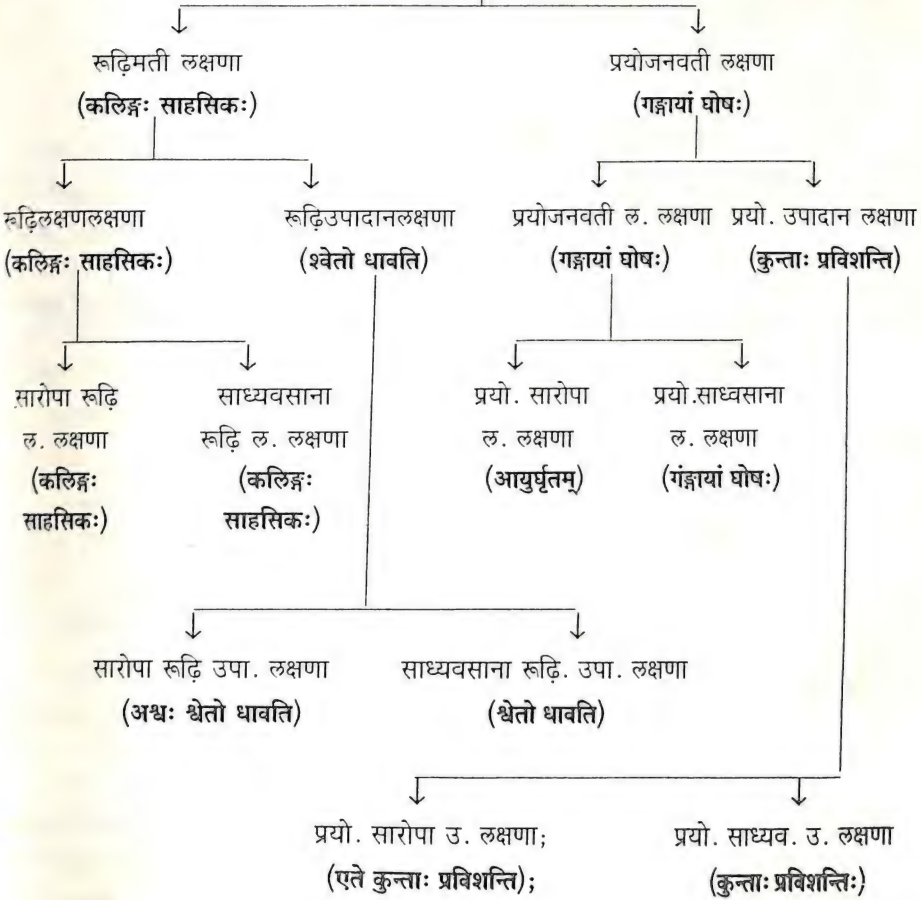 रूढ़िमती लक्षणा प्रयोजनवती लक्षणा
(कलिङ्गः साहसिकः) (गङ्गायां घोषः)
रूढ़िलक्षणलक्षणा रूढ़िउपादानलक्षणा प्रयोजनवती ल. लक्षणा प्रयो. उपादान लक्षणा
(कलिङ्गः साहसिकः) (श्वेतो धावति) (गङ्गायां घोषः) (कुन्ताः प्रविशन्ति)
सारोपा रूढ़ि साध्यवसाना प्रयो. सारोपा प्रयो.साध्वसाना
ल. लक्षणा रूढ़ि ल. लक्षणा ल. लक्षणा ल. लक्षणा
(कलिङ्गः (कलिङ्गः (आयुर्घृतम्) (गंङ्गायां घोषः)
साहसिकः) साहसिकः)
सारोपा रूढ़ि उपा. लक्षणा साध्यवसाना रूढ़ि. उपा. लक्षणा
(अश्वः श्वेतो धावति) (श्वेतो धावति)
प्रयो. सारोपा उ. लक्षणा; प्रयो. साध्यव. उ. लक्षणा
(एते कुन्ताः प्रविशन्ति); (कुन्ताः प्रविशन्तिः)